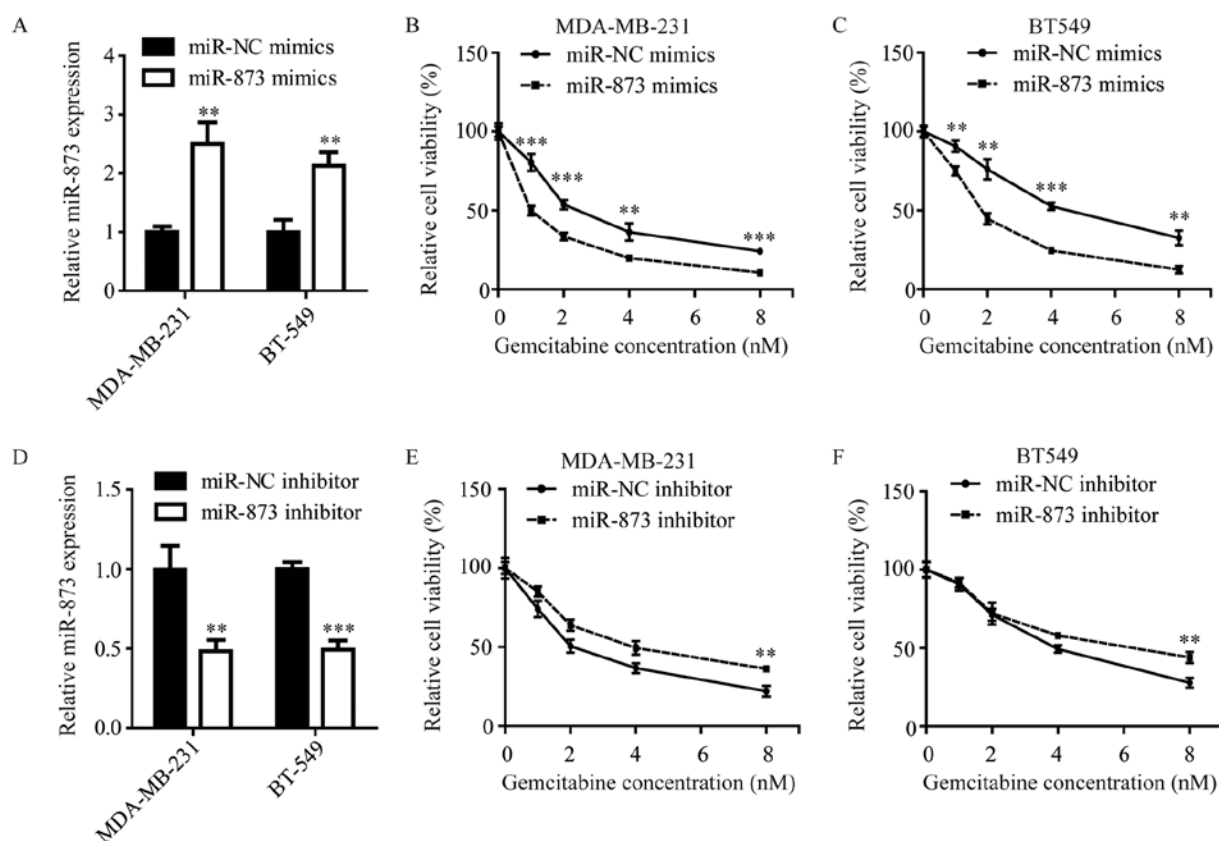 A
miR-NC mimics
miR-873 mimics
Relative miR-873 expression
4
3
2
1
0
**
**
MDA-MB-231
BT-549
B
MDA-MB-231
miR-NC mimics
miR-873 mimics
Relative cell viability (%)
150
100
50
0
***
***
**
***
0 2 4 6 8
Gemcitabine concentration (nM)
C
BT549
miR-NC mimics
miR-873 mimics
Relative cell viability (%)
150
100
50
0
**
**
***
**
0 2 4 6 8
Gemcitabine concentration (nM)
D
miR-NC inhibitor
miR-873 inhibitor
Relative miR-873 expression
1.5
1.0
0.5
0.0
**
***
MDA-MB-231
BT-549
E
MDA-MB-231
miR-NC inhibitor
miR-873 inhibitor
Relative cell viability (%)
150
100
50
0
**
0 2 4 6 8
Gemcitabine concentration (nM)
F
BT549
miR-NC inhibitor
miR-873 inhibitor
Relative cell viability (%)
150
100
50
0
**
0 2 4 6 8
Gemcitabine concentration (nM)